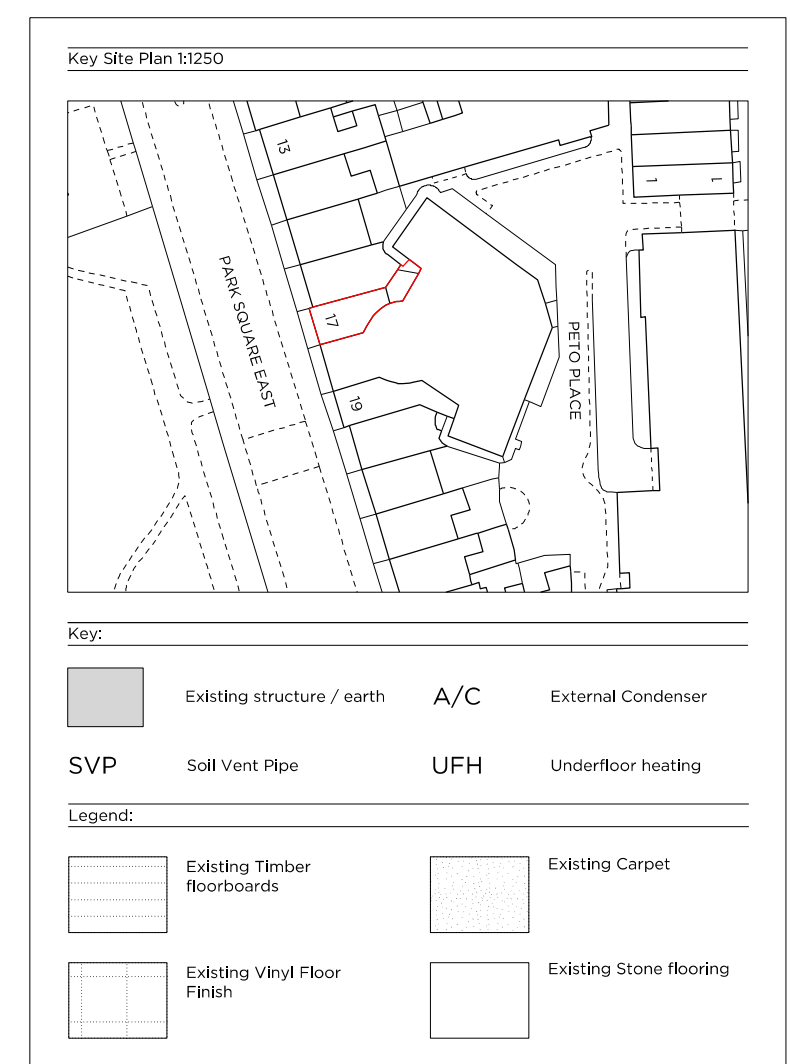 Key Site Plan 1:1250
13
PARK SQUARE EAST
17
19
PETO PLACE
1
1
Key:
Existing structure / earth
A/C
External Condenser
SVP
Soil Vent Pipe
UFH
Underfloor heating
Legend:
Existing Timber
floorboards
Existing Carpet
Existing Vinyl Floor
Finish
Existing Stone flooring